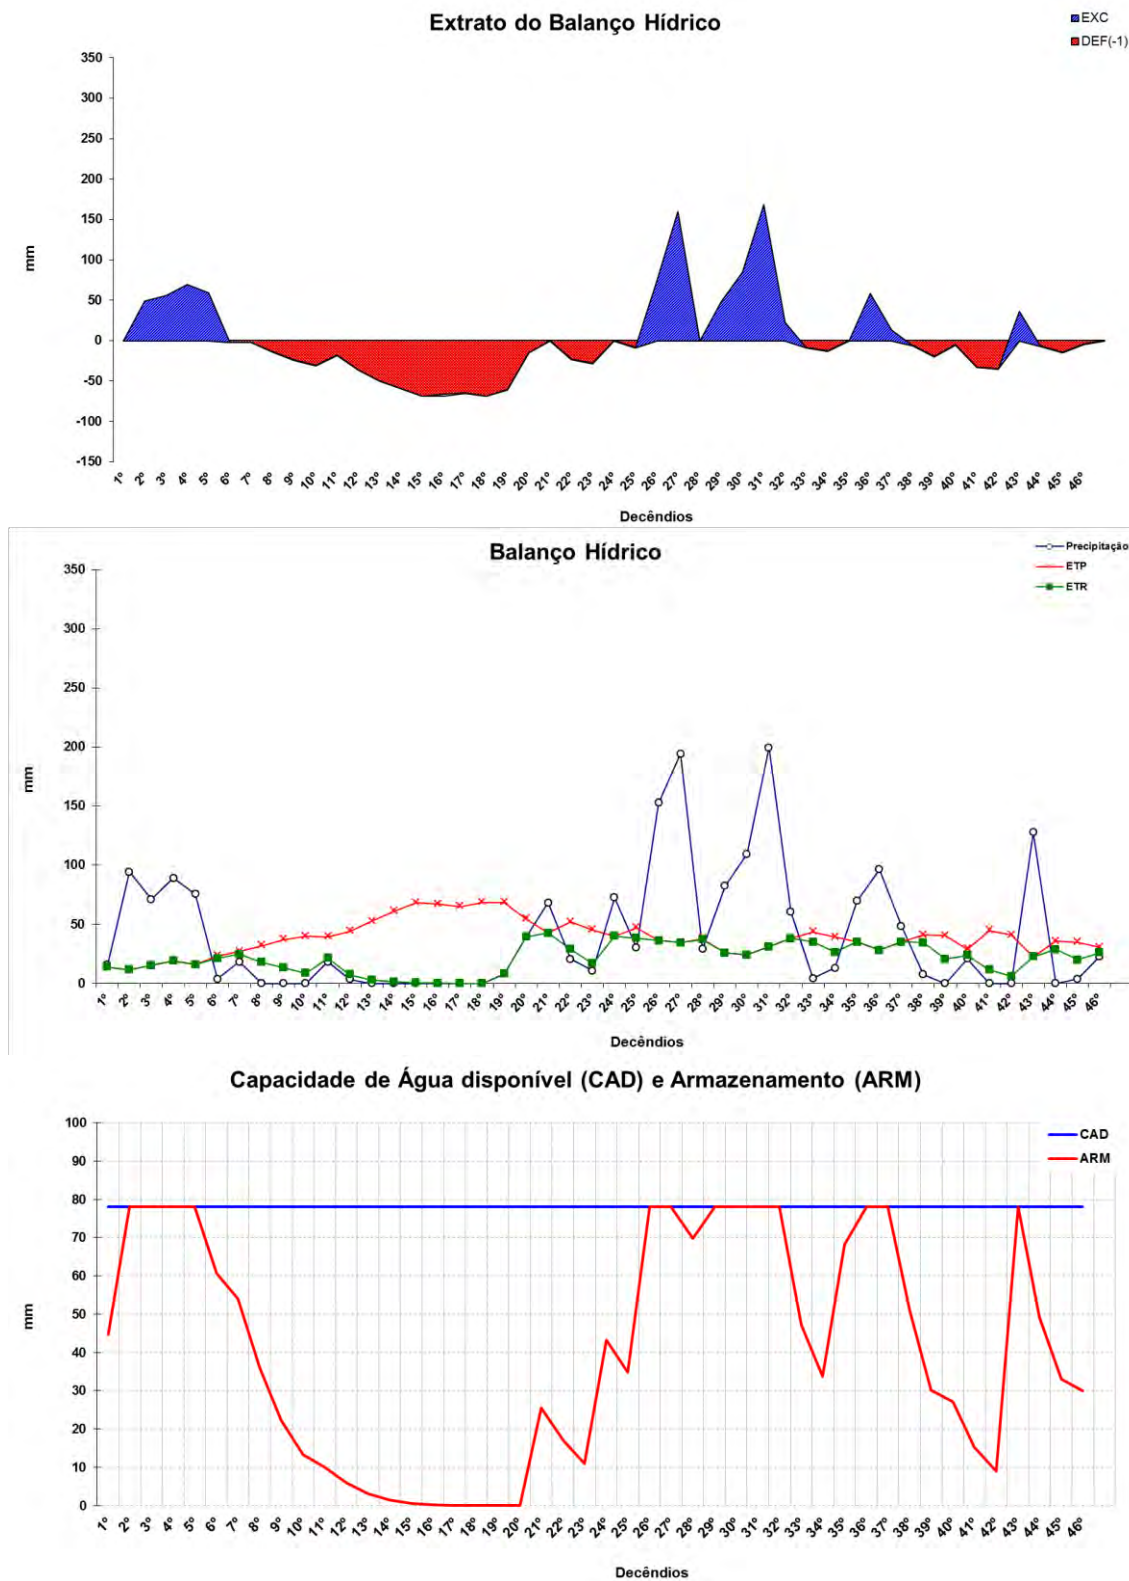 Extrato do Balanço Hídrico
EXC
DEF(-1)
350
300
250
200
150
100
50
0
-50
-100
-150
mm
1º 2º 3º 4º 5º 6º 7º 8º 9º 10º 11º 12º 13º 14º 15º 16º 17º 18º 19º 20º 21º 22º 23º 24º 25º 26º 27º 28º 29º 30º 31º 32º 33º 34º 35º 36º 37º 38º 39º 40º 41º 42º 43º 44º 45º 46º
Decêndios
Balanço Hídrico
Precipitação
ETP
ETR
350
300
250
200
150
100
50
0
mm
1º 2º 3º 4º 5º 6º 7º 8º 9º 10º 11º 12º 13º 14º 15º 16º 17º 18º 19º 20º 21º 22º 23º 24º 25º 26º 27º 28º 29º 30º 31º 32º 33º 34º 35º 36º 37º 38º 39º 40º 41º 42º 43º 44º 45º 46º
Decêndios
Capacidade de Água disponível (CAD) e Armazenamento (ARM)
CAD
ARM
100
90
80
70
60
50
40
30
20
10
0
mm
1º 2º 3º 4º 5º 6º 7º 8º 9º 10º 11º 12º 13º 14º 15º 16º 17º 18º 19º 20º 21º 22º 23º 24º 25º 26º 27º 28º 29º 30º 31º 32º 33º 34º 35º 36º 37º 38º 39º 40º 41º 42º 43º 44º 45º 46º
Decêndios